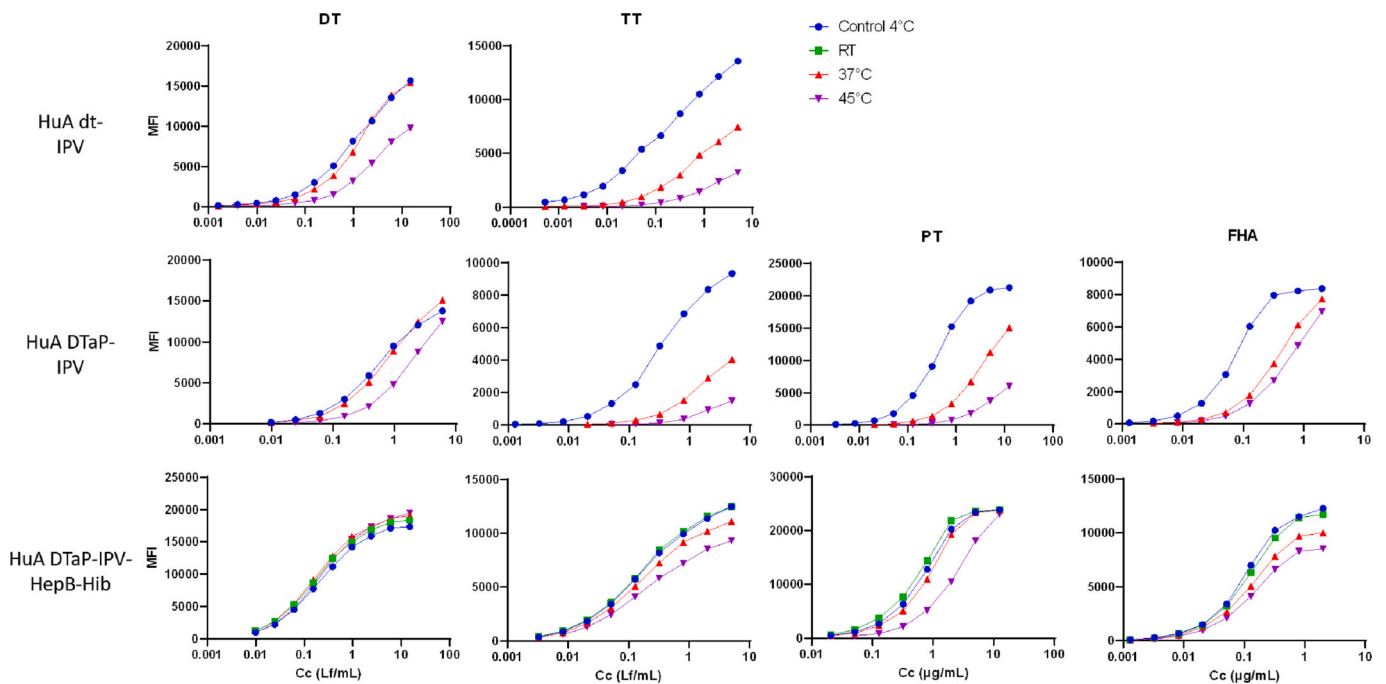 DT
TT
Control 4°C
RT
37°C
45°C
HuA dt-
IPV
MFI
20000
15000
10000
5000
0
0.001 0.01 0.1 1 10 100
15000
10000
5000
0
0.0001 0.001 0.01 0.1 1 10
PT
FHA
HuA DTaP-
IPV
MFI
20000
15000
10000
5000
0
0.001 0.01 0.1 1 10
10000
8000
6000
4000
2000
0
0.001 0.01 0.1 1 10
25000
20000
15000
10000
5000
0
0.001 0.01 0.1 1 10 100
10000
8000
6000
4000
2000
0
0.001 0.01 0.1 1 10
HuA DTaP-IPV-
HepB-Hib
MFI
25000
20000
15000
10000
5000
0
0.001 0.01 0.1 1 10 100
Cc (Lf/mL)
15000
10000
5000
0
0.001 0.01 0.1 1 10
Cc (Lf/mL)
30000
20000
10000
0
0.01 0.1 1 10 100
Cc (µg/mL)
15000
10000
5000
0
0.001 0.01 0.1 1 10
Cc (µg/mL)